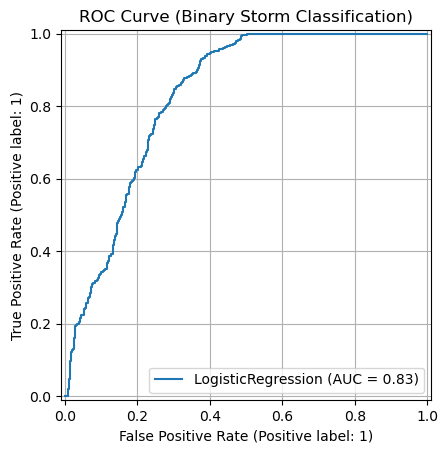 ROC Curve (Binary Storm Classification)
True Positive Rate (Positive label: 1)
1.0
0.8
0.6
0.4
0.2
0.0
LogisticRegression (AUC = 0.83)
0.0 0.2 0.4 0.6 0.8 1.0
False Positive Rate (Positive label: 1)